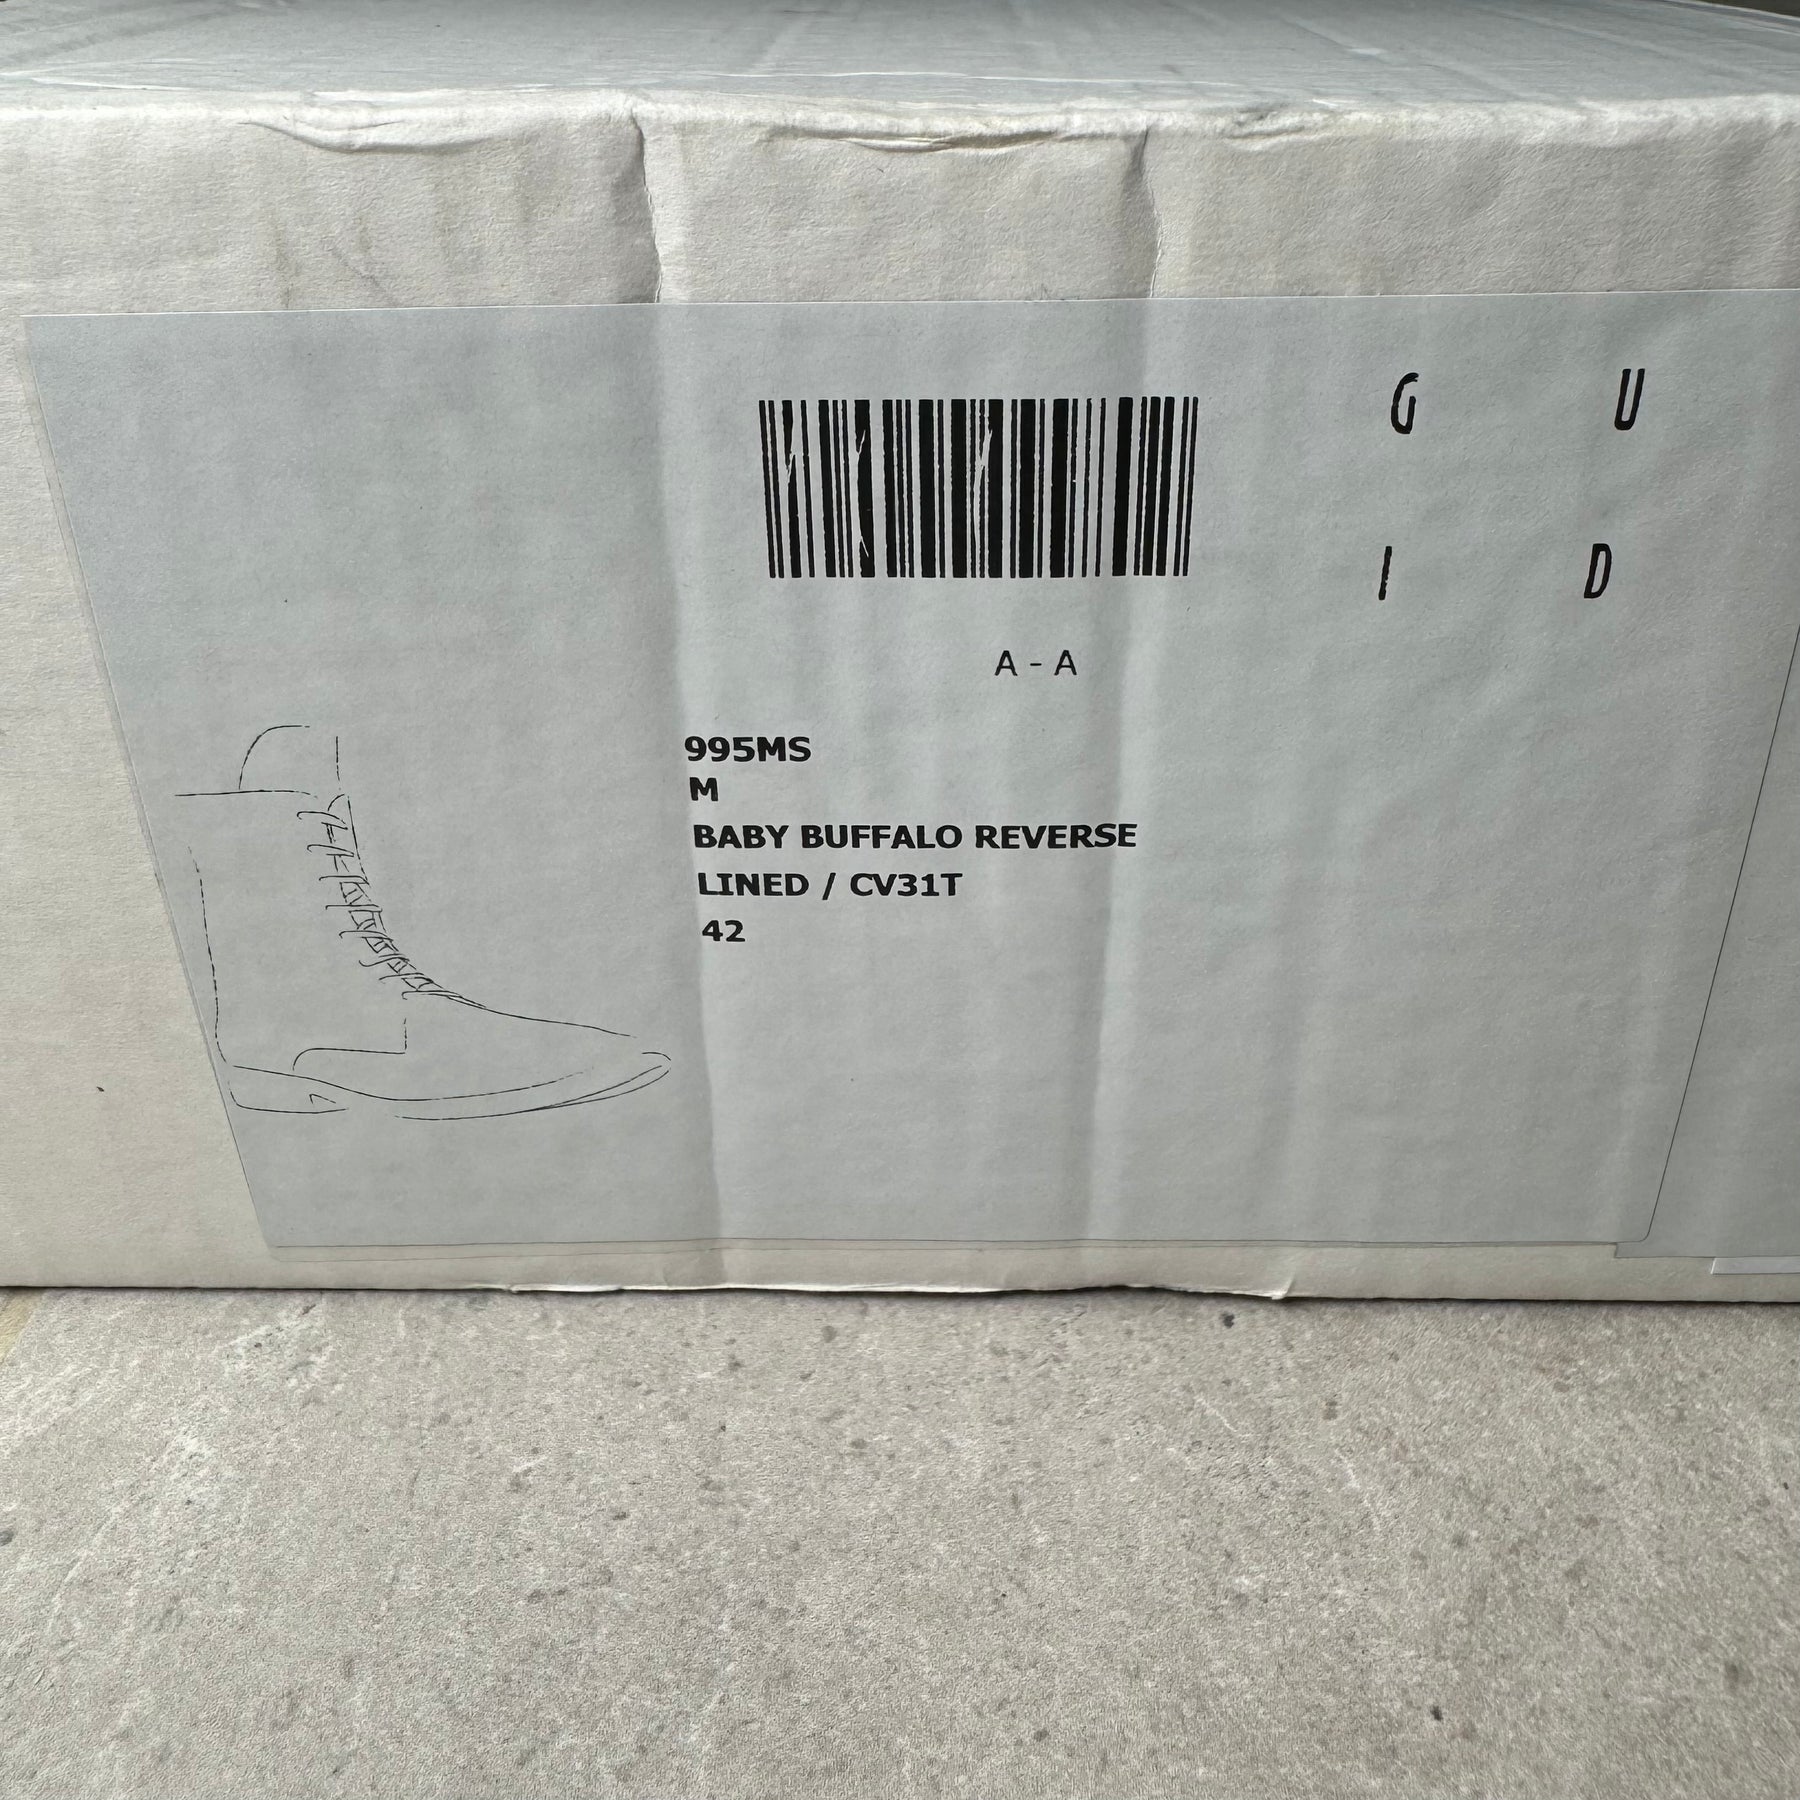 G U
I D
A - A
995MS
M
BABY BUFFALO REVERSE
LINED / CV31T
42